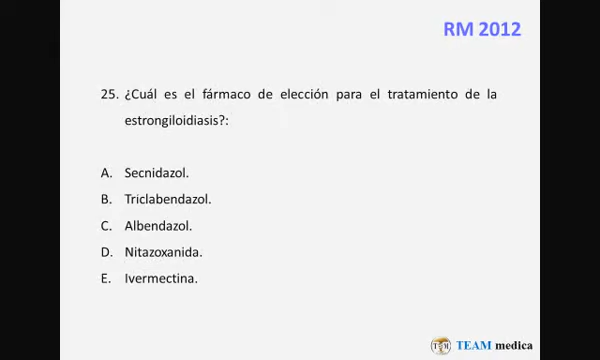 RM 2012
25. ¿Cuál es el fármaco de elección para el tratamiento de la
estrongiloidiasis?:
A. Secnidazol.
B. Triclabendazol.
C. Albendazol.
D. Nitazoxanida.
E. Ivermectina.
TEAM medica